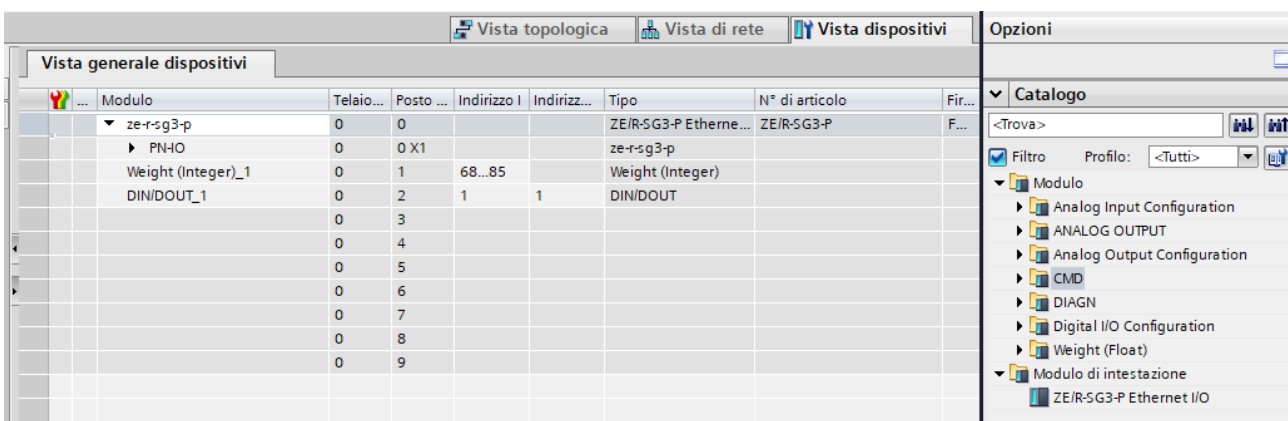 Vista topologica Vista di rete Vista dispositivi Opzioni
Vista generale dispositivi
Catalogo
... Modulo Telaio... Posto ... Indirizzo I Indirizz... Tipo N° di articolo Fir...
<Trova>
ze-r-sg3-p 0 0 ZE/R-SG3-P Etherne... ZE/R-SG3-P F...
PN-IO 0 0 X1 ze-r-sg3-p
Filtro Profilo: <Tutti>
Weight (Integer)_1 0 1 68...85 Weight (Integer)
DIN/DOUT_1 0 2 1 1 DIN/DOUT
0 3
0 4
0 5
0 6
0 7
0 8
0 9
Modulo
Analog Input Configuration
ANALOG OUTPUT
Analog Output Configuration
CMD
DIAGN
Digital I/O Configuration
Weight (Float)
Modulo di intestazione
ZE/R-SG3-P Ethernet I/O